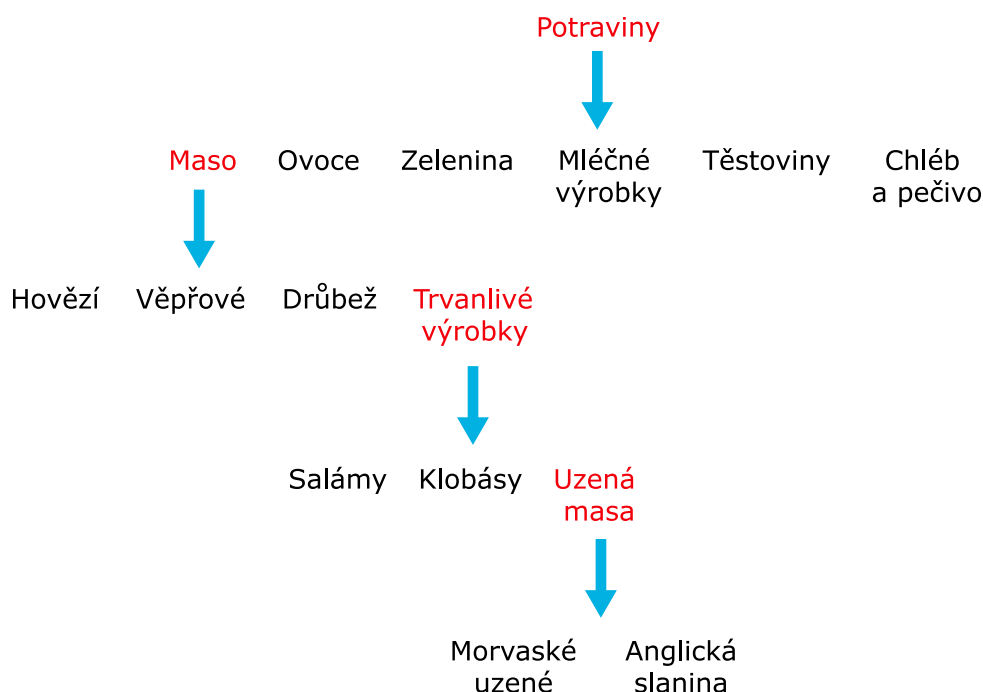 Potraviny
Maso Ovoce Zelenina Mléčné výrobky Těstoviny Chléb a pečivo
Hovězí Věpřové Drůbež Trvanlivé výrobky
Salámy Klobásy Uzená masa
Morvaské uzené Anglická slanina